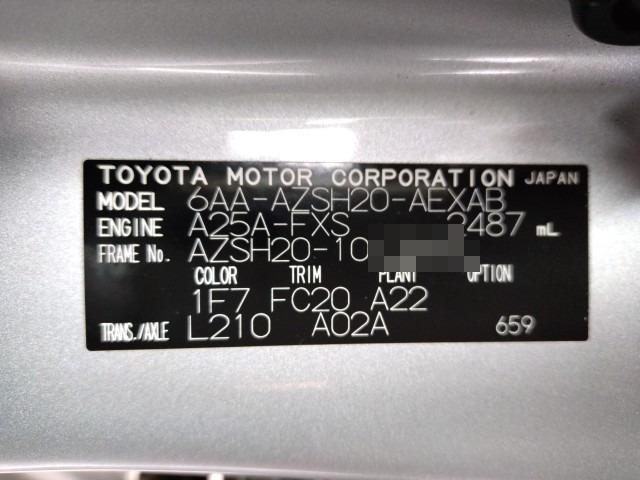 TOYOTA MOTOR CORPORATION JAPAN
MODEL 6AA-AZSH20-AEXAB
ENGINE A25A-FXS 2487 mL
FRAME No. AZSH20-10
COLOR TRIM PLANT OPTION
1F7 FC20 A22
TRANS./AXLE L210 A02A 659